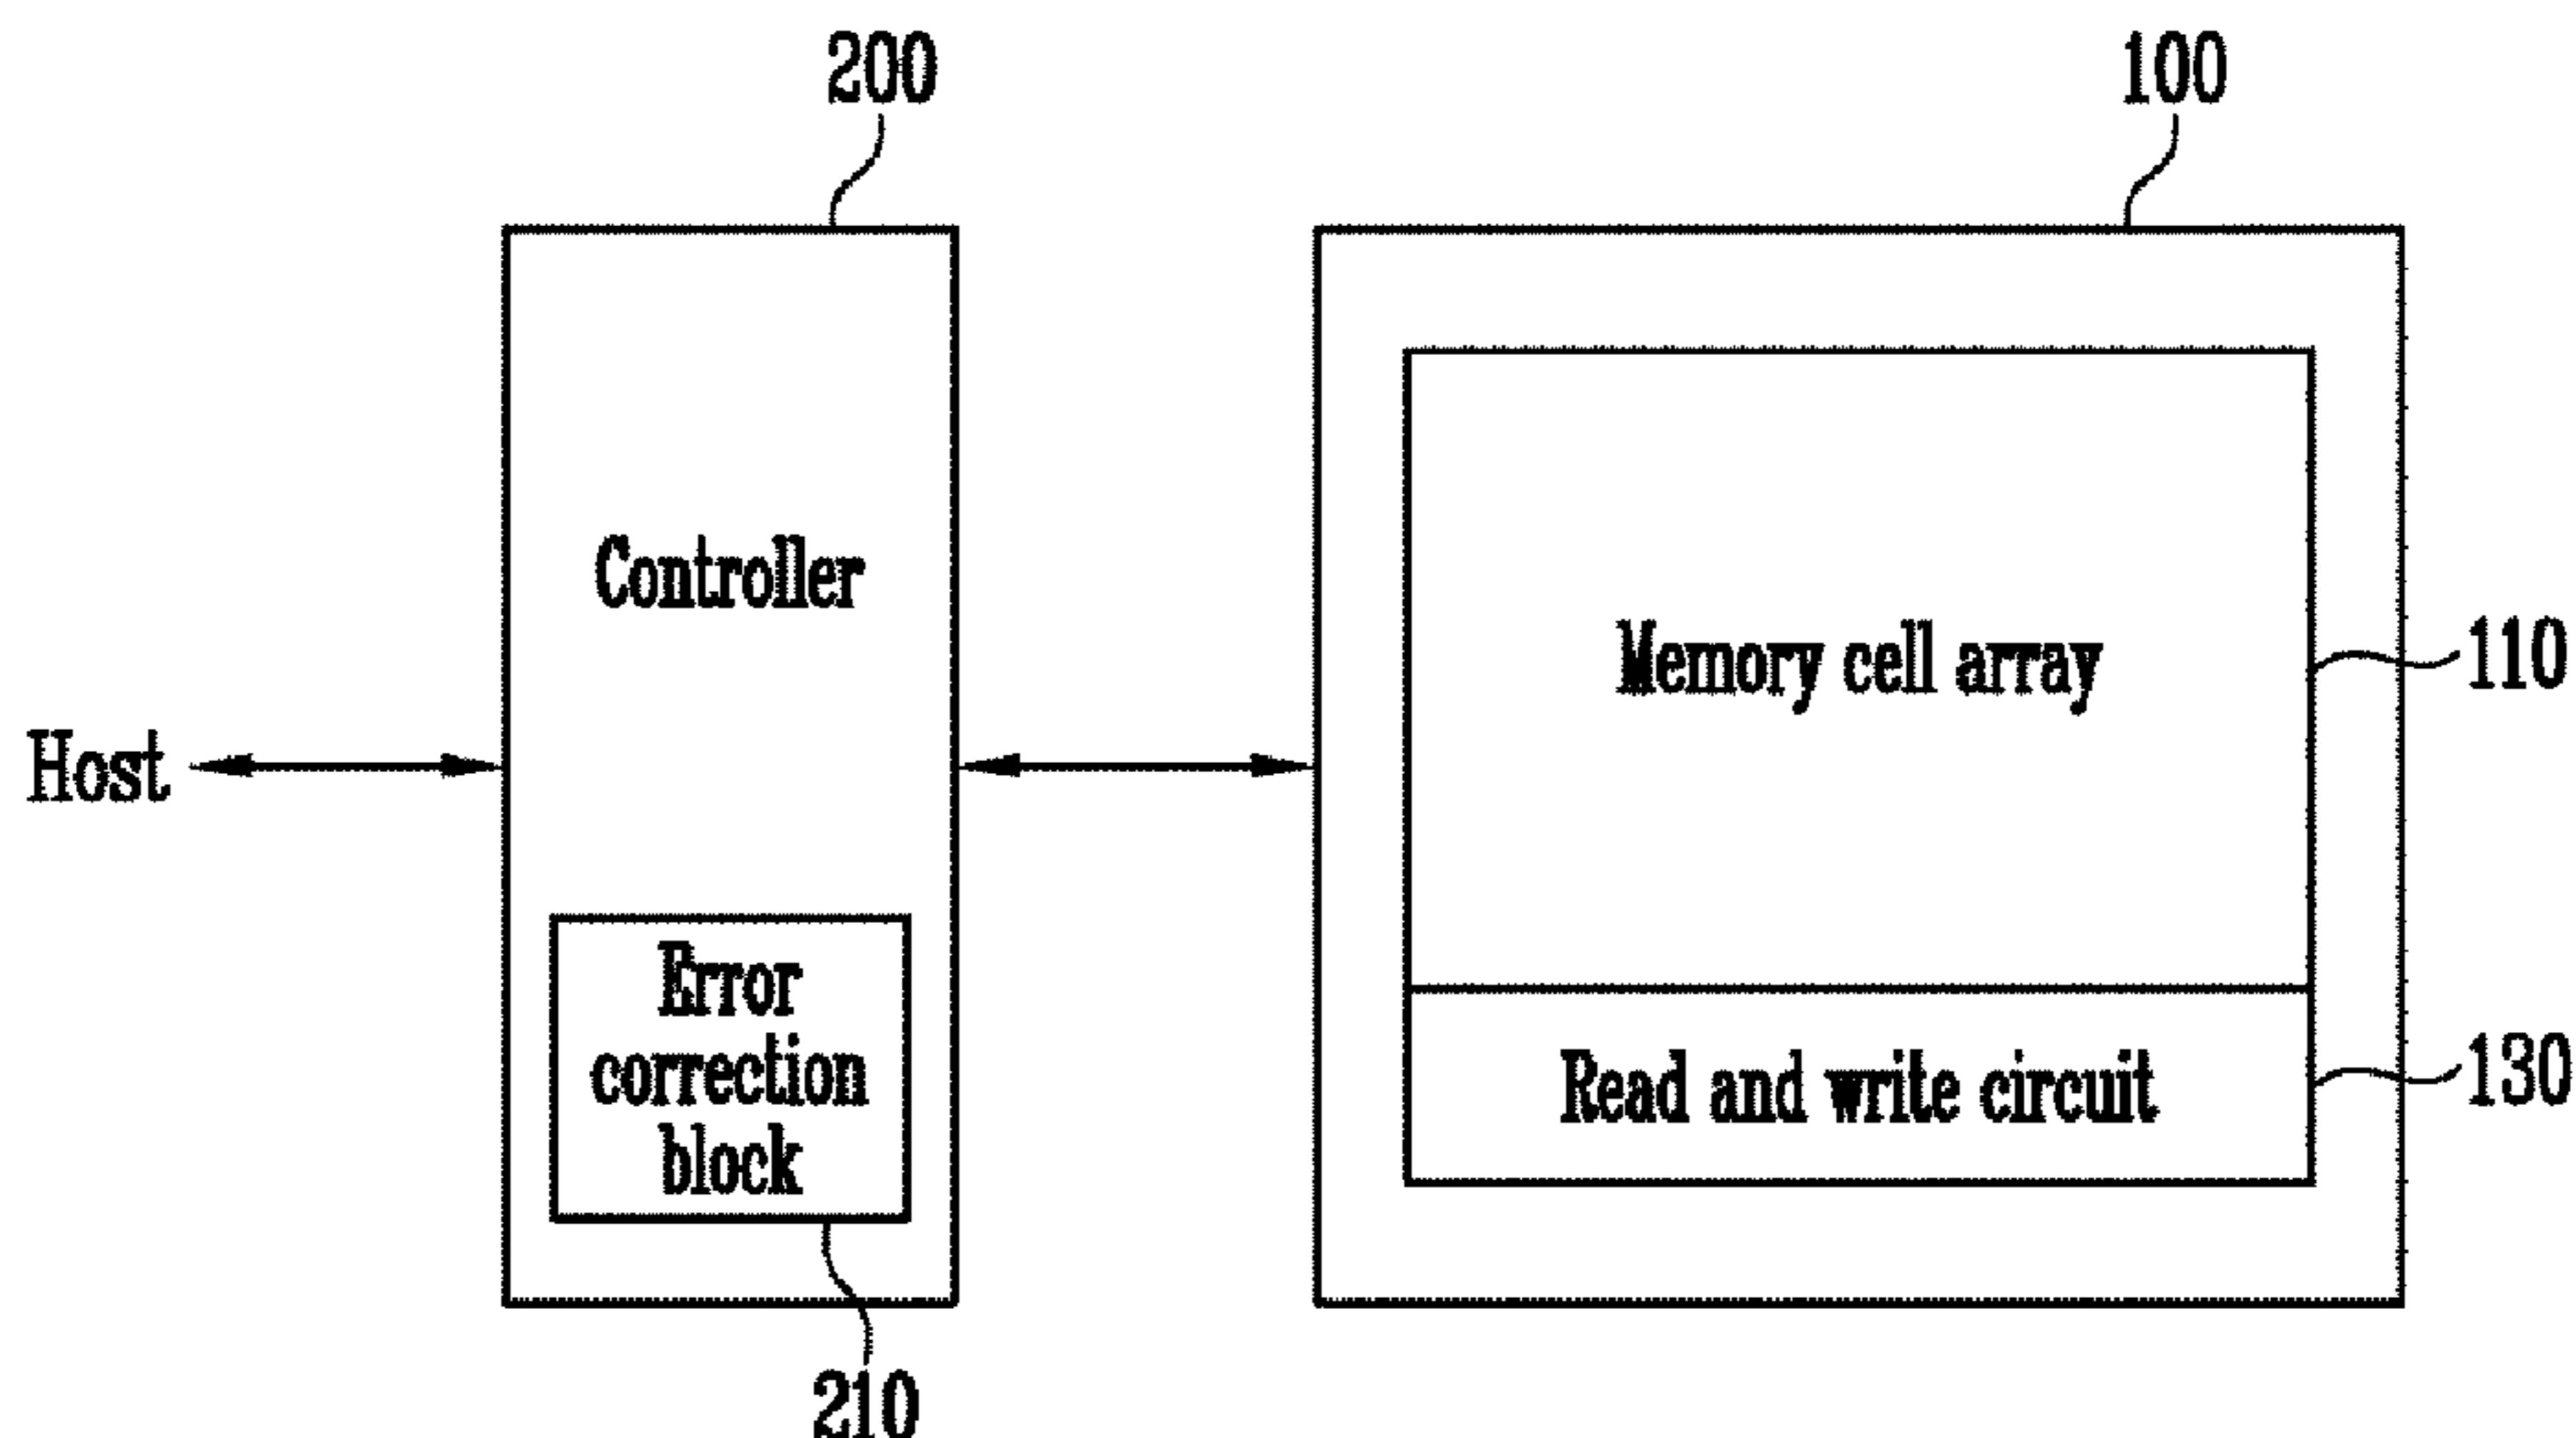 200
100
Controller
Memory cell array
110
Host
Error
correction
block
Read and write circuit
130
210